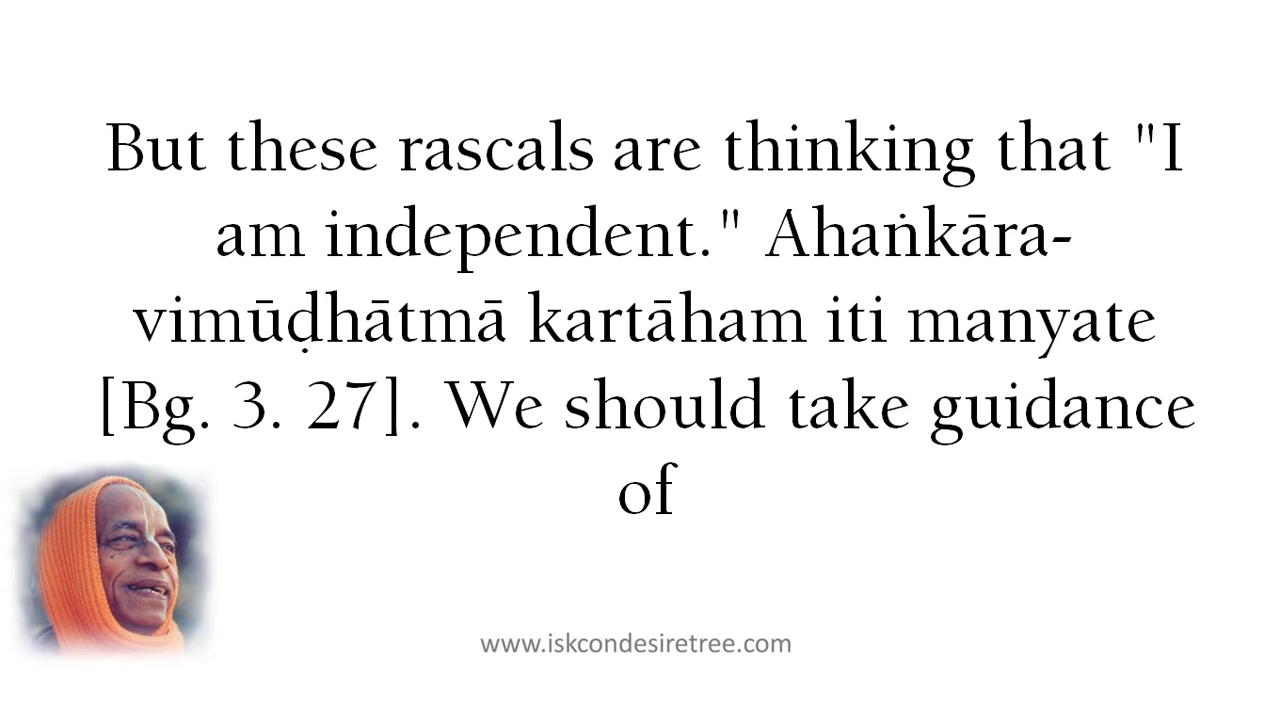 But these rascals are thinking that "I
am independent." Ahaṅkāra-
vimūḍhātmā kartāham iti manyate
[Bg. 3. 27]. We should take guidance
of
www.iskcondesiretree.com